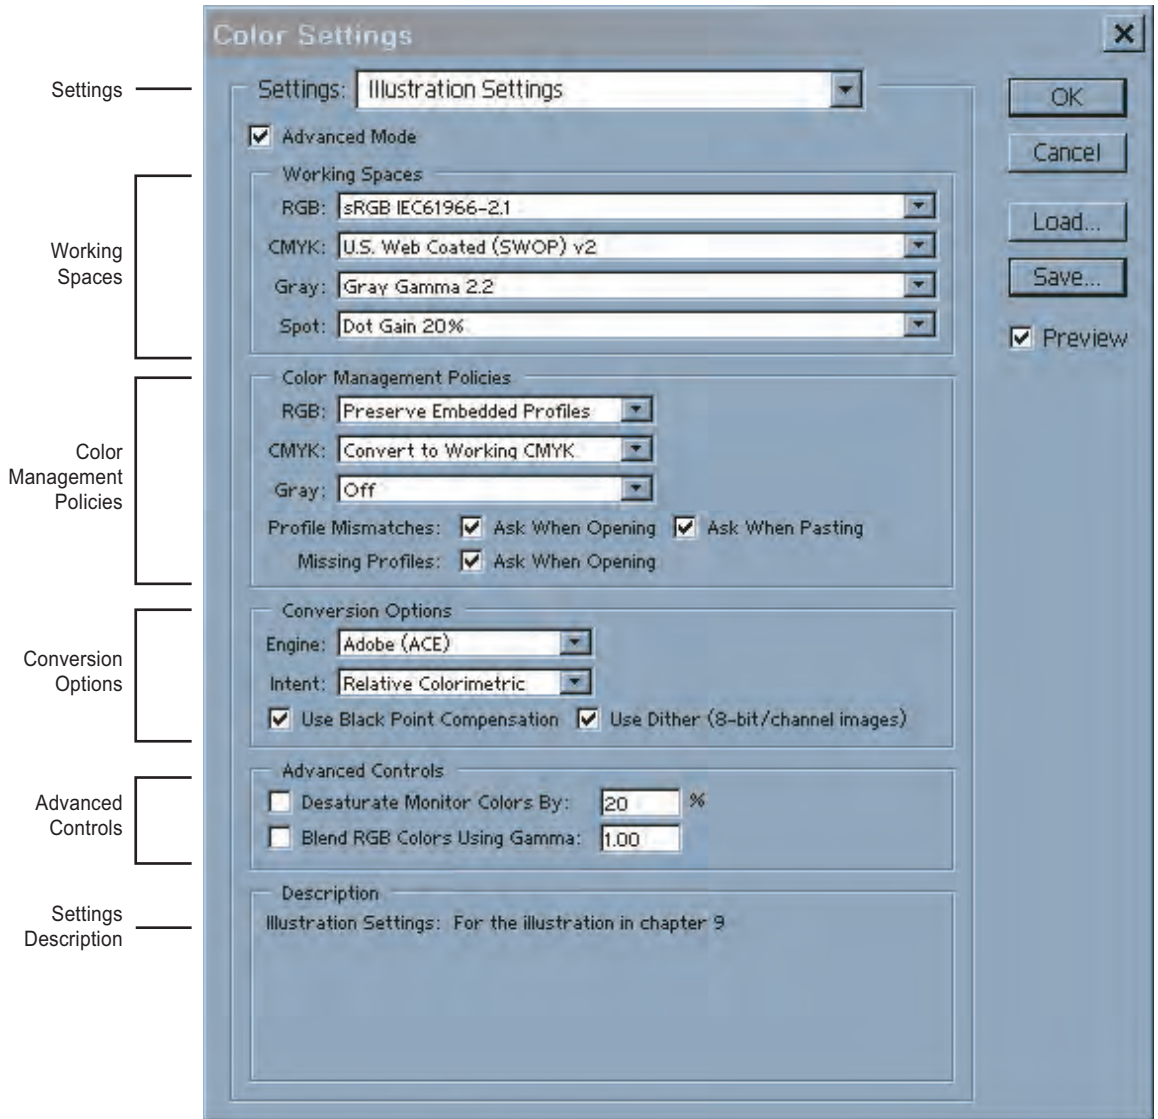 Color Settings
Settings
Settings: Illustration Settings
OK
Advanced Mode
Cancel
Working Spaces
Working
Spaces
RGB: sRGB IEC61966-2.1
CMYK: U.S. Web Coated (SWOP) v2
Gray: Gray Gamma 2.2
Spot: Dot Gain 20%
Load...
Save...
Preview
Color
Management
Policies
Color Management Policies
RGB: Preserve Embedded Profiles
CMYK: Convert to Working CMYK
Gray: Off
Profile Mismatches: Ask When Opening Ask When Pasting
Missing Profiles: Ask When Opening
Conversion
Options
Conversion Options
Engine: Adobe (ACE)
Intent: Relative Colorimetric
Use Black Point Compensation Use Dither (8-bit/channel images)
Advanced
Controls
Advanced Controls
Desaturate Monitor Colors By: 20 %
Blend RGB Colors Using Gamma: 1.00
Settings
Description
Description
Illustration Settings: For the illustration in chapter 9